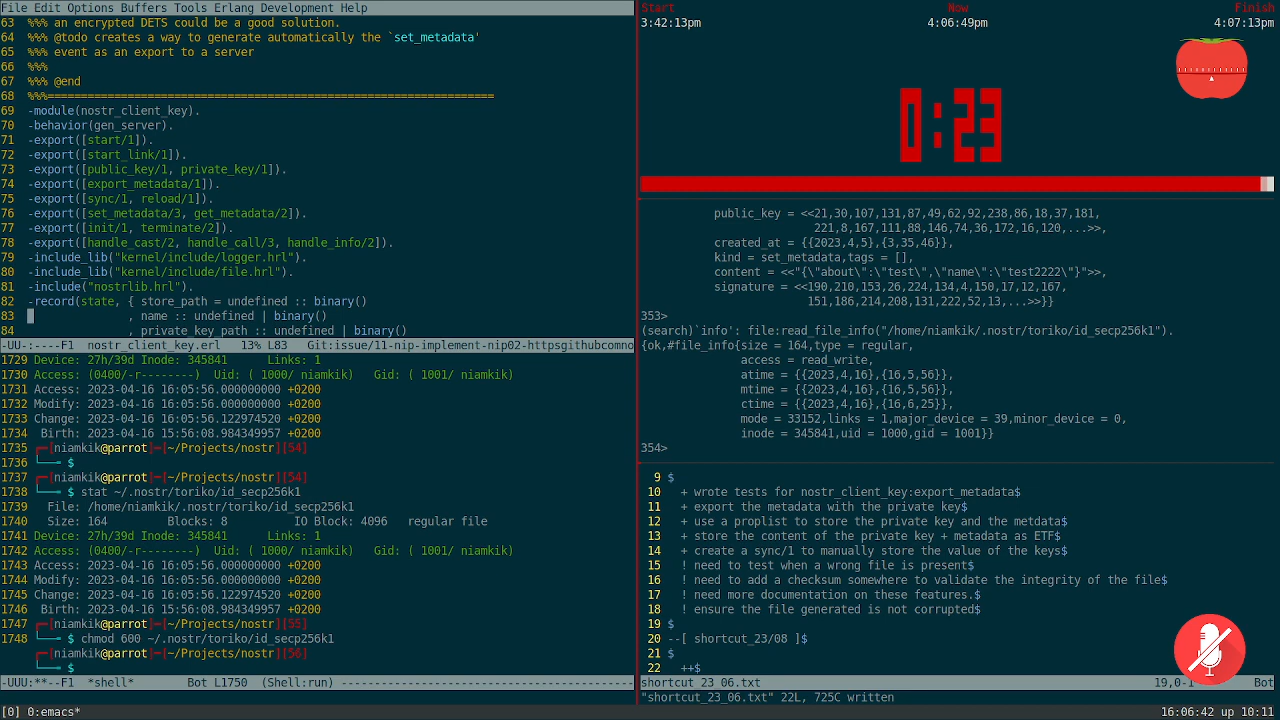 File Edit Options Buffers Tools Erlang Development Help
63  %%% an encrypted DETS could be a good solution.
64  %%% @todo creates a way to generate automatically the `set_metadata'
65  %%% event as an export to a server
66  %%%
67  %%% @end
68  %%%===================================================================
69  -module(nostr_client_key).
70  -behavior(gen_server).
71  -export([start/1]).
72  -export([start_link/1]).
73  -export([public_key/1, private_key/1]).
74  -export([export_metadata/1]).
75  -export([sync/1, reload/1]).
76  -export([set_metadata/3, get_metadata/2]).
77  -export([init/1, terminate/2]).
78  -export([handle_cast/2, handle_call/3, handle_info/2]).
79  -include_lib("kernel/include/logger.hrl").
80  -include_lib("kernel/include/file.hrl").
81  -include("nostrlib.hrl").
82  -record(state, { store_path = undefined :: binary()
83                 , name :: undefined | binary()
84                 , private_key_path :: undefined | binary()
-UU-:----F1  nostr_client_key.erl   13% L83   Git:issue/11-nip-implement-nip02-httpsgithubcomno
1729 Device: 27h/39d Inode: 345841      Links: 1
1730 Access: (0400/-r--------)  Uid: ( 1000/ niamkik)   Gid: ( 1001/ niamkik)
1731 Access: 2023-04-16 16:05:56.000000000 +0200
1732 Modify: 2023-04-16 16:05:56.000000000 +0200
1733 Change: 2023-04-16 16:05:56.122974520 +0200
1734  Birth: 2023-04-16 15:56:08.984349957 +0200
1735 ┌─[niamkik@parrot]─[~/Projects/nostr][54]
1736 └──╼ $
1737 ┌─[niamkik@parrot]─[~/Projects/nostr][54]
1738 └──╼ $ stat ~/.nostr/toriko/id_secp256k1
1739   File: /home/niamkik/.nostr/toriko/id_secp256k1
1740   Size: 164        Blocks: 8          IO Block: 4096   regular file
1741 Device: 27h/39d Inode: 345841      Links: 1
1742 Access: (0400/-r--------)  Uid: ( 1000/ niamkik)   Gid: ( 1001/ niamkik)
1743 Access: 2023-04-16 16:05:56.000000000 +0200
1744 Modify: 2023-04-16 16:05:56.000000000 +0200
1745 Change: 2023-04-16 16:05:56.122974520 +0200
1746  Birth: 2023-04-16 15:56:08.984349957 +0200
1747 ┌─[niamkik@parrot]─[~/Projects/nostr][55]
1748 └──╼ $ chmod 600 ~/.nostr/toriko/id_secp256k1
┌─[niamkik@parrot]─[~/Projects/nostr][56]
└──╼ $
-UUU:**--F1  *shell*        Bot L1750  (Shell:run) --------------------------------------------
Start Now Finish
3:42:13pm 4:06:49pm 4:07:13pm
0:23
public_key = <<21,30,107,131,87,49,62,92,238,86,18,37,181,
221,8,167,111,88,146,74,36,172,16,120,...>>,
created_at = {{2023,4,5},{3,35,46}},
kind = set_metadata,tags = [],
content = <<"{\"about\":\"test\",\"name\":\"test2222\"}">>,
signature = <<190,210,153,26,224,134,4,150,17,12,167,
151,186,214,208,131,222,52,13,...>>}}
353>
(search)`info': file:read_file_info("/home/niamkik/.nostr/toriko/id_secp256k1").
{ok,#file_info{size = 164,type = regular,
access = read_write,
atime = {{2023,4,16},{16,5,56}},
mtime = {{2023,4,16},{16,5,56}},
ctime = {{2023,4,16},{16,6,25}},
mode = 33152,links = 1,major_device = 39,minor_device = 0,
inode = 345841,uid = 1000,gid = 1001}}
354>
9 $
10   + wrote tests for nostr_client_key:export_metadata$
11   + export the metadata with the private key$
12   + use a proplist to store the private key and the metdata$
13   + store the content of the private key + metadata as ETF$
14   + create a sync/1 to manually store the value of the keys$
15   ! need to test when a wrong file is present$
16   ! need to add a checksum somewhere to validate the integrity of the file$
17   ! need more documentation on these features.$
18   ! ensure the file generated is not corrupted$
19 $
20 --[ shortcut_23/08 ]$
21 $
22   ++$
shortcut_23_06.txt 19,0-1 Bot
"shortcut_23_06.txt" 22L, 725C written
[0] 0:emacs* 16:06:42 up 10:11